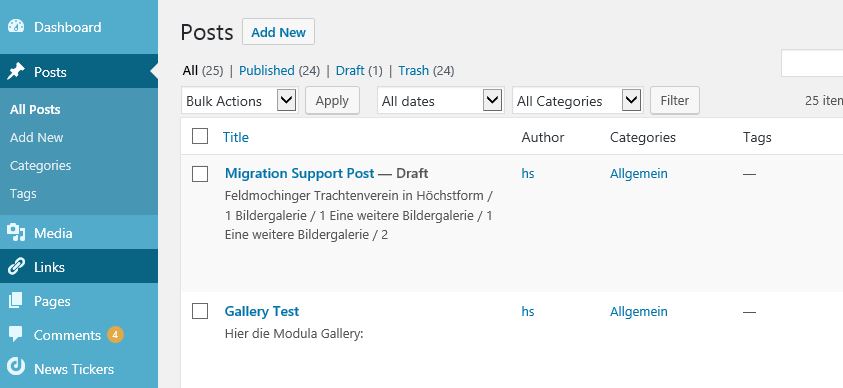 Dashboard
Posts
All Posts
Add New
Categories
Tags
Media
Links
Pages
Comments 4
News Tickers
Posts Add New
All (25) | Published (24) | Draft (1) | Trash (24)
Bulk Actions Apply All dates All Categories Filter 25 item
Title Author Categories Tags
Migration Support Post — Draft hs Allgemein —
Feldmochinger Trachtenverein in Höchstform /
1 Bildergalerie / 1 Eine weitere Bildergalerie / 1
Eine weitere Bildergalerie / 2
Gallery Test hs Allgemein —
Hier die Modula Gallery: